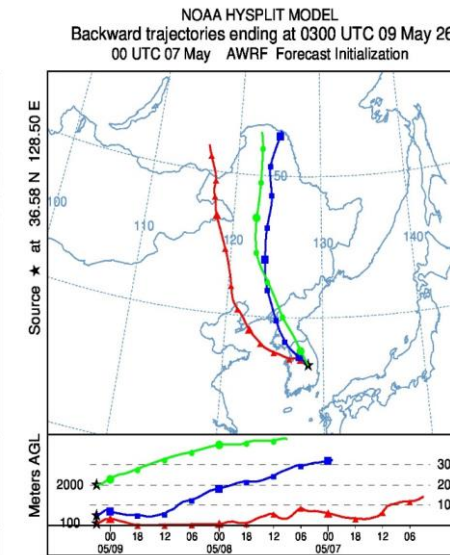 NOAA HYSPLIT MODEL
Backward trajectories ending at 0300 UTC 09 May 26
00 UTC 07 May AWRF Forecast Initialization
Source ★ at 36.58 N 128.50 E
50
100
110
120
130
140
Meters AGL
2000
100
30
20
10
00 18 12 06 00 18 12 06 00 18 12 06
05/09 05/08 05/07